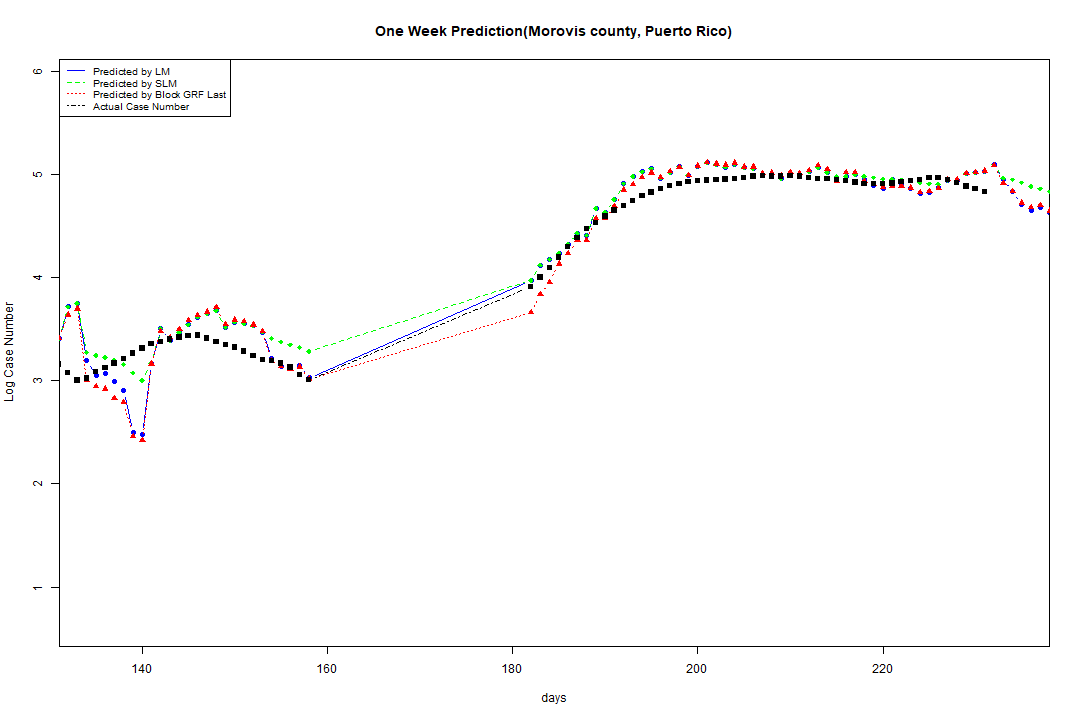 One Week Prediction(Morovis county, Puerto Rico)
Predicted by LM
Predicted by SLM
Predicted by Block GRF Last
Actual Case Number
6
5
4
3
2
1
Log Case Number
140 160 180 200 220
days